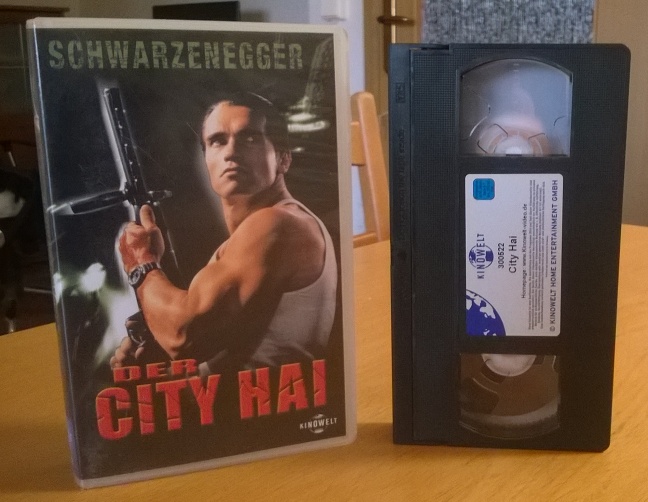 SCHWARZENEGGER
DER
CITY HAI
KINOWELT
KINOWELT
300522
City Hai
Homepage: www.Kinowelt-video.de
© KINOWELT HOME ENTERTAINMENT GMBH